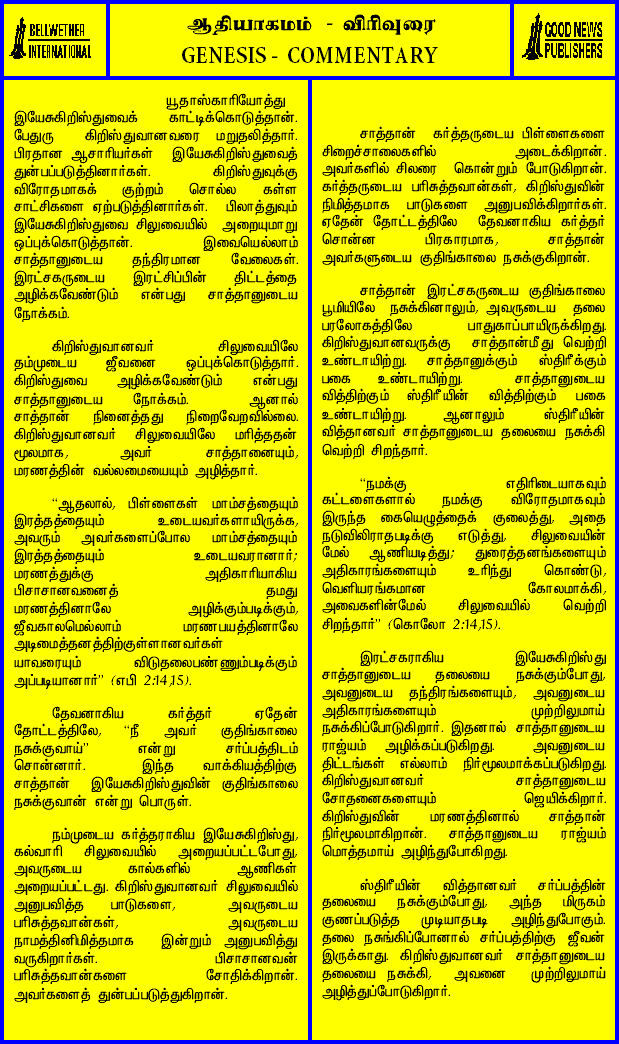 BELLWETHER
INTERNATIONAL
ஆதியாகமம் - விரிவுரை
GENESIS - COMMENTARY
GOOD NEWS
PUBLISHERS
யூதாஸ்காரியோத்து
இயேசுகிறிஸ்துவைக் காட்டிக்கொடுத்தான்.
பேதுரு கிறிஸ்துவானவரை மறுதலித்தார்.
பிரதான ஆசாரியர்கள் இயேசுகிறிஸ்துவைத்
துன்பப்படுத்தினார்கள். கிறிஸ்துவுக்கு
விரோதமாகக் குற்றம் சொல்ல கள்ள
சாட்சிகளை ஏற்படுத்தினார்கள். பிலாத்துவும்
இயேசுகிறிஸ்துவை சிலுவையில் அறையுமாறு
ஒப்புக்கொடுத்தான். இவையெல்லாம்
சாத்தானுடைய தந்திரமான வேலைகள்.
இரட்சகருடைய இரட்சிப்பின் திட்டத்தை
அழிக்கவேண்டும் என்பது சாத்தானுடைய
நோக்கம்.
கிறிஸ்துவானவர் சிலுவையிலே
தம்முடைய ஜீவனை ஒப்புக்கொடுத்தார்.
கிறிஸ்துவை அழிக்கவேண்டும் என்பது
சாத்தானுடைய நோக்கம். ஆனால்
சாத்தான் நினைத்தது நிறைவேறவில்லை.
கிறிஸ்துவானவர் சிலுவையிலே மரித்ததன்
மூலமாக, அவர் சாத்தானையும்,
மரணத்தின் வல்லமையையும் அழித்தார்.
“ஆதலால், பிள்ளைகள் மாம்சத்தையும்
இரத்தத்தையும் உடையவர்களாயிருக்க,
அவரும் அவர்களைப்போல மாம்சத்தையும்
இரத்தத்தையும் உடையவரானார்;
மரணத்துக்கு அதிகாரியாகிய
பிசாசானவனைத் தமது
மரணத்தினாலே அழிக்கும்படிக்கும்,
ஜீவகாலமெல்லாம் மரணபயத்தினாலே
அடிமைத்தனத்திற்குள்ளானவர்கள்
யாவரையும் விடுதலைபண்ணும்படிக்கும்
அப்படியானார்” (எபி 2:14,15).
தேவனாகிய கர்த்தர் ஏதேன்
தோட்டத்திலே, “நீ அவர் குதிங்காலை
நசுக்குவாய்” என்று சர்ப்பத்திடம்
சொன்னார். இந்த வாக்கியத்திற்கு
சாத்தான் இயேசுகிறிஸ்துவின் குதிங்காலை
நசுக்குவான் என்று பொருள்.
நம்முடைய கர்த்தராகிய இயேசுகிறிஸ்து,
கல்வாரி சிலுவையில் அறையப்பட்டபோது,
அவருடைய கால்களில் ஆணிகள்
அறையப்பட்டது. கிறிஸ்துவானவர் சிலுவையில்
அனுபவித்த பாடுகளை, அவருடைய
பரிசுத்தவான்கள், அவருடைய
நாமத்தினிமித்தமாக இன்றும் அனுபவித்து
வருகிறார்கள். பிசாசானவன்
பரிசுத்தவான்களை சோதிக்கிறான்.
அவர்களைத் துன்பப்படுத்துகிறான்.
சாத்தான் கர்த்தருடைய பிள்ளைகளை
சிறைச்சாலைகளில் அடைக்கிறான்.
அவர்களில் சிலரை கொன்றும் போடுகிறான்.
கர்த்தருடைய பரிசுத்தவான்கள், கிறிஸ்துவின்
நிமித்தமாக பாடுகளை அனுபவிக்கிறார்கள்.
ஏதேன் தோட்டத்திலே தேவனாகிய கர்த்தர்
சொன்ன பிரகாரமாக, சாத்தான்
அவர்களுடைய குதிங்காலை நசுக்குகிறான்.
சாத்தான் இரட்சகருடைய குதிங்காலை
பூமியிலே நசுக்கினாலும், அவருடைய தலை
பரலோகத்திலே பாதுகாப்பாயிருக்கிறது.
கிறிஸ்துவானவருக்கு சாத்தான்மீது வெற்றி
உண்டாயிற்று. சாத்தானுக்கும் ஸ்திரீக்கும்
பகை உண்டாயிற்று. சாத்தானுடைய
வித்திற்கும் ஸ்திரீயின் வித்திற்கும் பகை
உண்டாயிற்று. ஆனாலும் ஸ்திரீயின்
வித்தானவர் சாத்தானுடைய தலையை நசுக்கி
வெற்றி சிறந்தார்.
“நமக்கு எதிரிடையாகவும்
கட்டளைகளால் நமக்கு விரோதமாகவும்
இருந்த கையெழுத்தைக் குலைத்து, அதை
நடுவிலிராதபடிக்கு எடுத்து, சிலுவையின்
மேல் ஆணியடித்து; துரைத்தனங்களையும்
அதிகாரங்களையும் உரிந்து கொண்டு,
வெளியரங்கமான கோலமாக்கி,
அவைகளின்மேல் சிலுவையில் வெற்றி
சிறந்தார்” (கொலோ 2:14,15).
இரட்சகராகிய இயேசுகிறிஸ்து
சாத்தானுடைய தலையை நசுக்கும்போது,
அவனுடைய தந்திரங்களையும், அவனுடைய
அதிகாரங்களையும் முற்றிலுமாய்
நசுக்கிப்போடுகிறார். இதனால் சாத்தானுடைய
ராஜ்யம் அழிக்கப்படுகிறது. அவனுடைய
திட்டங்கள் எல்லாம் நிர்மூலமாக்கப்படுகிறது.
கிறிஸ்துவானவர் சாத்தானுடைய
சோதனைகளையும் ஜெயிக்கிறார்.
கிறிஸ்துவின் மரணத்தினால் சாத்தான்
நிர்மூலமாகிறான். சாத்தானுடைய ராஜ்யம்
மொத்தமாய் அழிந்துபோகிறது.
ஸ்திரீயின் வித்தானவர் சர்ப்பத்தின்
தலையை நசுக்கும்போது, அந்த மிருகம்
குணப்படுத்த முடியாதபடி அழிந்துபோகும்.
தலை நசுங்கிப்போனால் சர்ப்பத்திற்கு ஜீவன்
இருக்காது. கிறிஸ்துவானவர் சாத்தானுடைய
தலையை நசுக்கி, அவனை முற்றிலுமாய்
அழித்துப்போடுகிறார்.